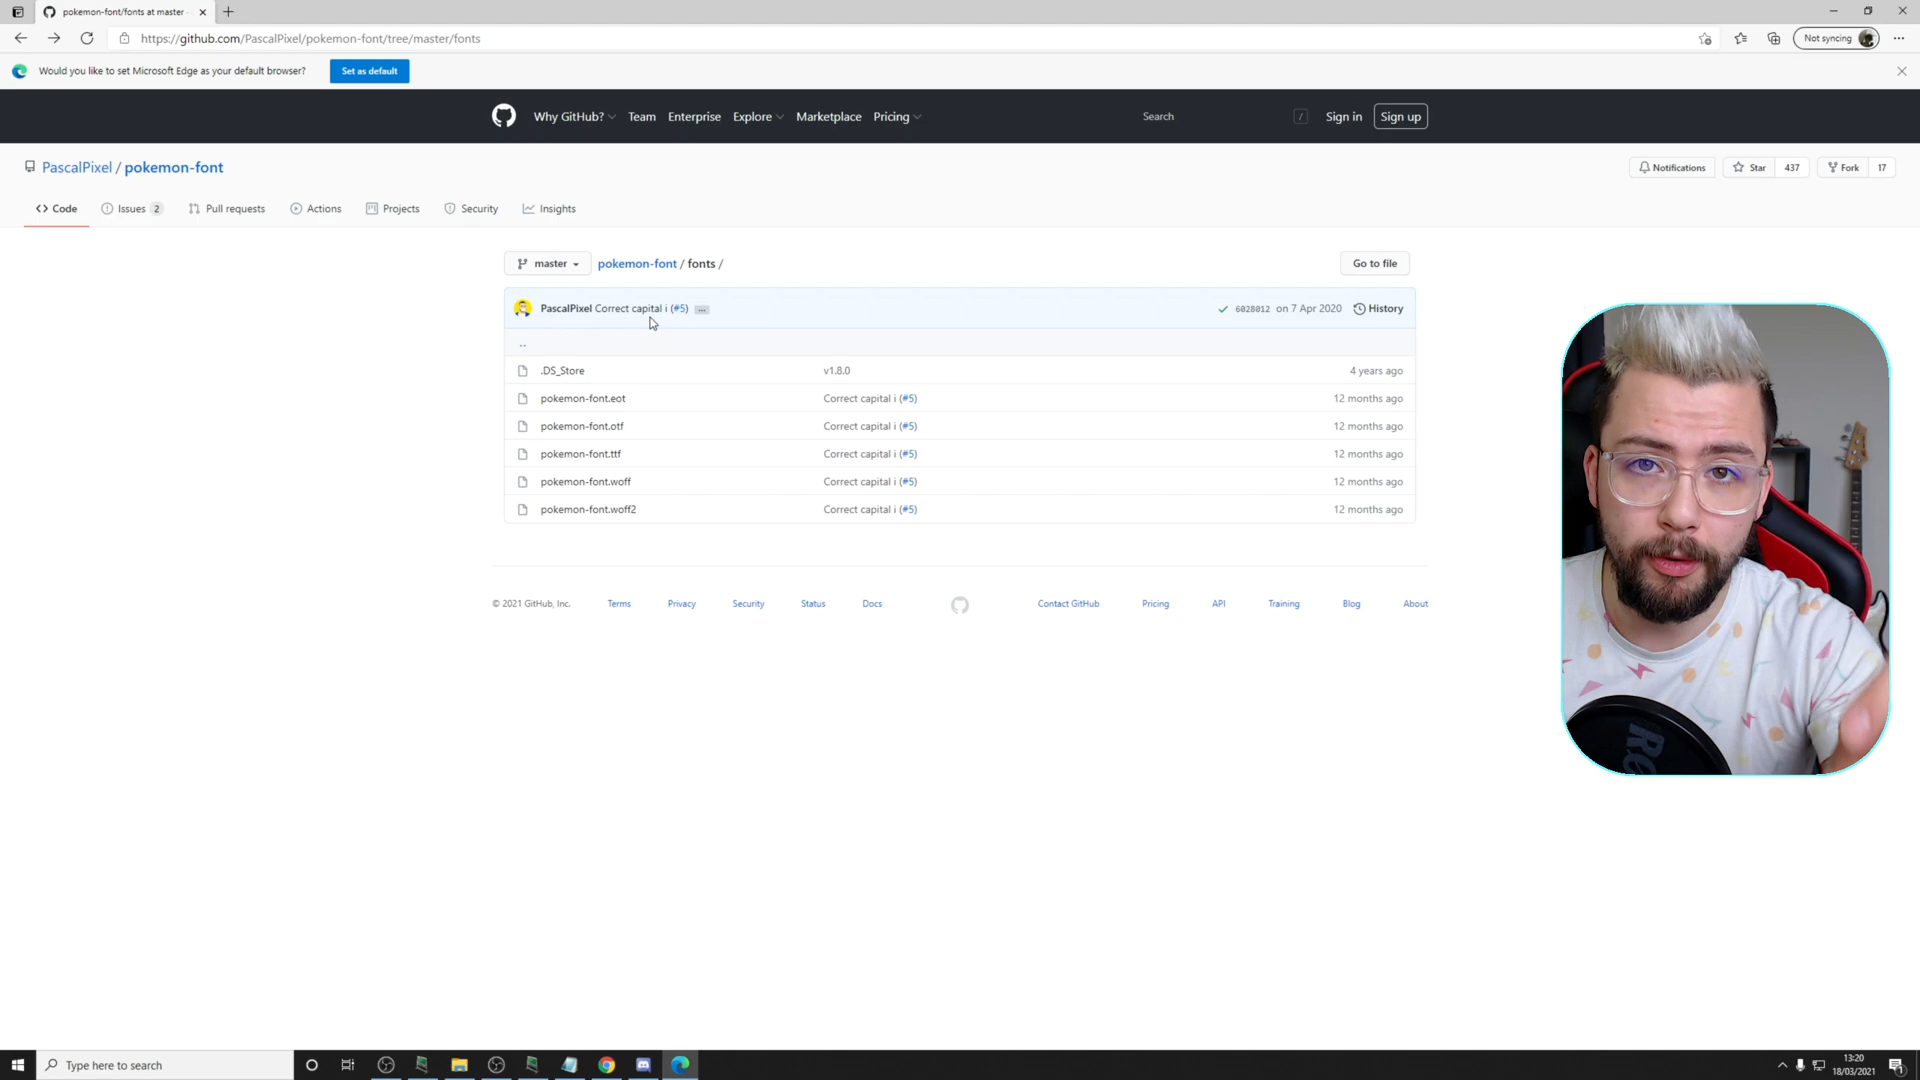 pokemon-font/fonts at master
https://github.com/PascalPixel/pokemon-font/tree/master/fonts
Not syncing
Would you like to set Microsoft Edge as your default browser?
Set as default
Why GitHub? Team Enterprise Explore Marketplace Pricing
Search / Sign in Sign up
PascalPixel / pokemon-font
Notifications Star 437 Fork 17
Code Issues 2 Pull requests Actions Projects Security Insights
master pokemon-font / fonts / Go to file
PascalPixel Correct capital i (#5) ... 6028012 on 7 Apr 2020 History
..
.DS_Store v1.8.0 4 years ago
pokemon-font.eot Correct capital i (#5) 12 months ago
pokemon-font.otf Correct capital i (#5) 12 months ago
pokemon-font.ttf Correct capital i (#5) 12 months ago
pokemon-font.woff Correct capital i (#5) 12 months ago
pokemon-font.woff2 Correct capital i (#5) 12 months ago
© 2021 GitHub, Inc. Terms Privacy Security Status Docs Contact GitHub Pricing API Training Blog About
Type here to search
13:20
18/03/2021